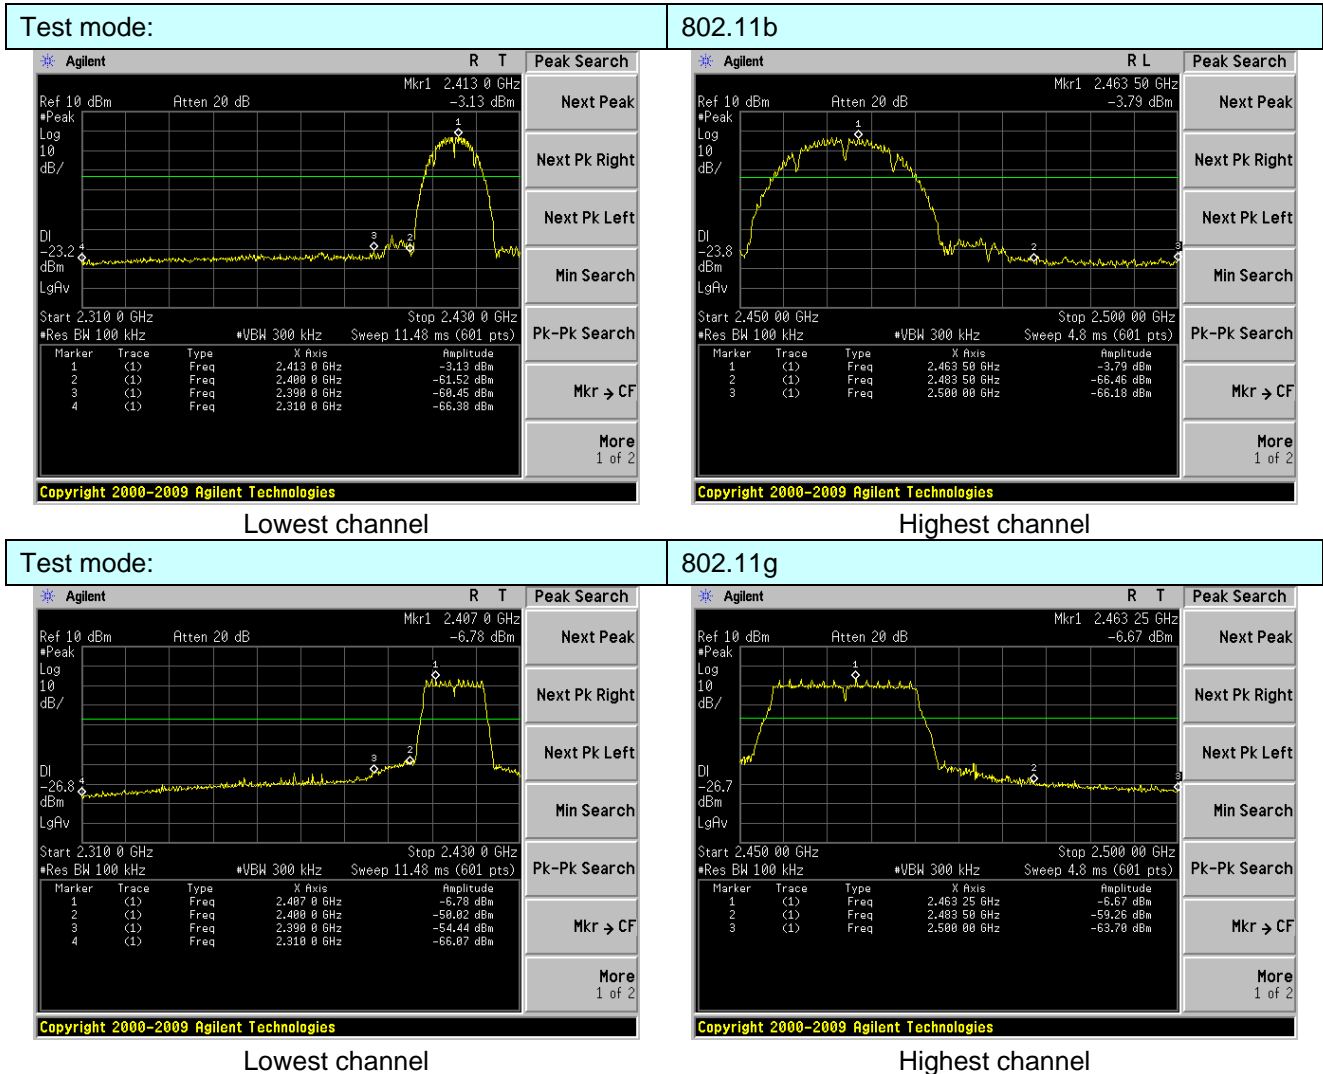 Test mode: 802.11b
Agilent R T Peak Search
Mkr1 2.413 0 GHz
Ref 10 dBm Atten 20 dB -3.13 dBm
#Peak
Log
10
dB/
1
3
2
4
DI
-23.2
dBm
LgAv
Start 2.310 0 GHz Stop 2.430 0 GHz
#Res BW 100 kHz #VBW 300 kHz Sweep 11.48 ms (601 pts)
Marker Trace Type X Axis Amplitude
1 (1) Freq 2.413 0 GHz -3.13 dBm
2 (1) Freq 2.400 0 GHz -61.52 dBm
3 (1) Freq 2.390 0 GHz -60.45 dBm
4 (1) Freq 2.310 0 GHz -66.38 dBm
Next Peak
Next Pk Right
Next Pk Left
Min Search
Pk-Pk Search
Mkr → CF
More
1 of 2
Copyright 2000-2009 Agilent Technologies
Lowest channel
Agilent R L Peak Search
Mkr1 2.463 50 GHz
Ref 10 dBm Atten 20 dB -3.79 dBm
#Peak
Log
10
dB/
1
2
3
DI
-23.8
dBm
LgAv
Start 2.450 00 GHz Stop 2.500 00 GHz
#Res BW 100 kHz #VBW 300 kHz Sweep 4.8 ms (601 pts)
Marker Trace Type X Axis Amplitude
1 (1) Freq 2.463 50 GHz -3.79 dBm
2 (1) Freq 2.483 50 GHz -66.46 dBm
3 (1) Freq 2.500 00 GHz -66.18 dBm
Next Peak
Next Pk Right
Next Pk Left
Min Search
Pk-Pk Search
Mkr → CF
More
1 of 2
Copyright 2000-2009 Agilent Technologies
Highest channel
Test mode: 802.11g
Agilent R T Peak Search
Mkr1 2.407 0 GHz
Ref 10 dBm Atten 20 dB -6.78 dBm
#Peak
Log
10
dB/
1
2
3
4
DI
-26.8
dBm
LgAv
Start 2.310 0 GHz Stop 2.430 0 GHz
#Res BW 100 kHz #VBW 300 kHz Sweep 11.48 ms (601 pts)
Marker Trace Type X Axis Amplitude
1 (1) Freq 2.407 0 GHz -6.78 dBm
2 (1) Freq 2.400 0 GHz -50.02 dBm
3 (1) Freq 2.390 0 GHz -54.44 dBm
4 (1) Freq 2.310 0 GHz -66.07 dBm
Next Peak
Next Pk Right
Next Pk Left
Min Search
Pk-Pk Search
Mkr → CF
More
1 of 2
Copyright 2000-2009 Agilent Technologies
Lowest channel
Agilent R T Peak Search
Mkr1 2.463 25 GHz
Ref 10 dBm Atten 20 dB -6.67 dBm
#Peak
Log
10
dB/
1
2
3
DI
-26.7
dBm
LgAv
Start 2.450 00 GHz Stop 2.500 00 GHz
#Res BW 100 kHz #VBW 300 kHz Sweep 4.8 ms (601 pts)
Marker Trace Type X Axis Amplitude
1 (1) Freq 2.463 25 GHz -6.67 dBm
2 (1) Freq 2.483 50 GHz -59.26 dBm
3 (1) Freq 2.500 00 GHz -63.70 dBm
Next Peak
Next Pk Right
Next Pk Left
Min Search
Pk-Pk Search
Mkr → CF
More
1 of 2
Copyright 2000-2009 Agilent Technologies
Highest channel